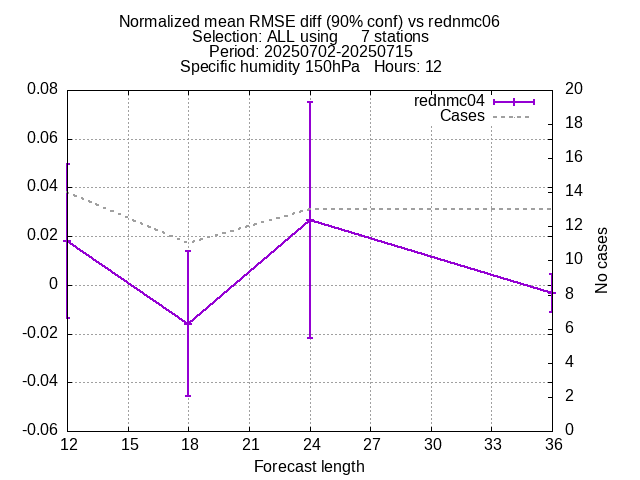 Normalized mean RMSE diff (90% conf) vs rednmc06
Selection: ALL using     7 stations
Period: 20250702-20250715
Specific humidity 150hPa   Hours: 12
rednmc04
Cases
0.08
0.06
0.04
0.02
0
-0.02
-0.04
-0.06
20
18
16
14
12
10
8
6
4
2
0
No cases
12 15 18 21 24 27 30 33 36
Forecast length